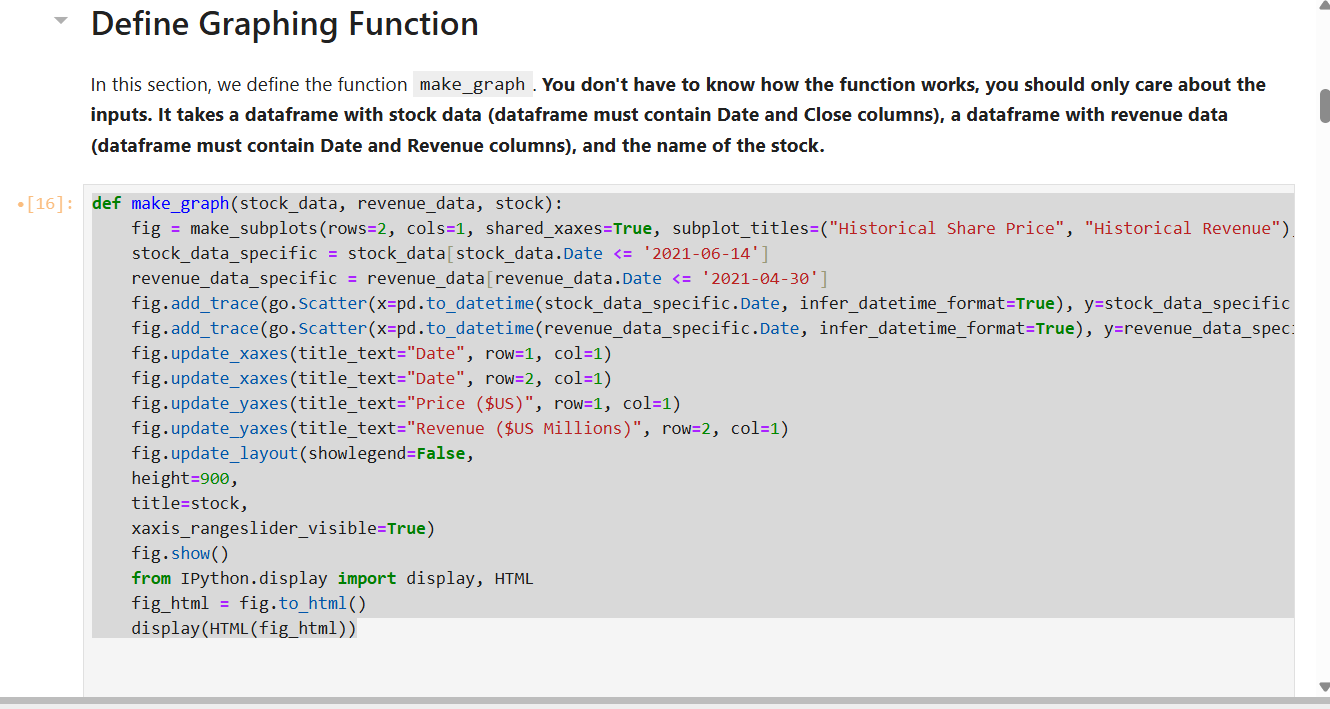 Define Graphing Function
In this section, we define the function make_graph . You don't have to know how the function works, you should only care about the
inputs. It takes a dataframe with stock data (dataframe must contain Date and Close columns), a dataframe with revenue data
(dataframe must contain Date and Revenue columns), and the name of the stock.
•[16]:
def make_graph(stock_data, revenue_data, stock):
    fig = make_subplots(rows=2, cols=1, shared_xaxes=True, subplot_titles=("Historical Share Price", "Historical Revenue")
    stock_data_specific = stock_data[stock_data.Date <= '2021-06-14']
    revenue_data_specific = revenue_data[revenue_data.Date <= '2021-04-30']
    fig.add_trace(go.Scatter(x=pd.to_datetime(stock_data_specific.Date, infer_datetime_format=True), y=stock_data_specific
    fig.add_trace(go.Scatter(x=pd.to_datetime(revenue_data_specific.Date, infer_datetime_format=True), y=revenue_data_speci
    fig.update_xaxes(title_text="Date", row=1, col=1)
    fig.update_xaxes(title_text="Date", row=2, col=1)
    fig.update_yaxes(title_text="Price ($US)", row=1, col=1)
    fig.update_yaxes(title_text="Revenue ($US Millions)", row=2, col=1)
    fig.update_layout(showlegend=False,
    height=900,
    title=stock,
    xaxis_rangeslider_visible=True)
    fig.show()
    from IPython.display import display, HTML
    fig_html = fig.to_html()
    display(HTML(fig_html))